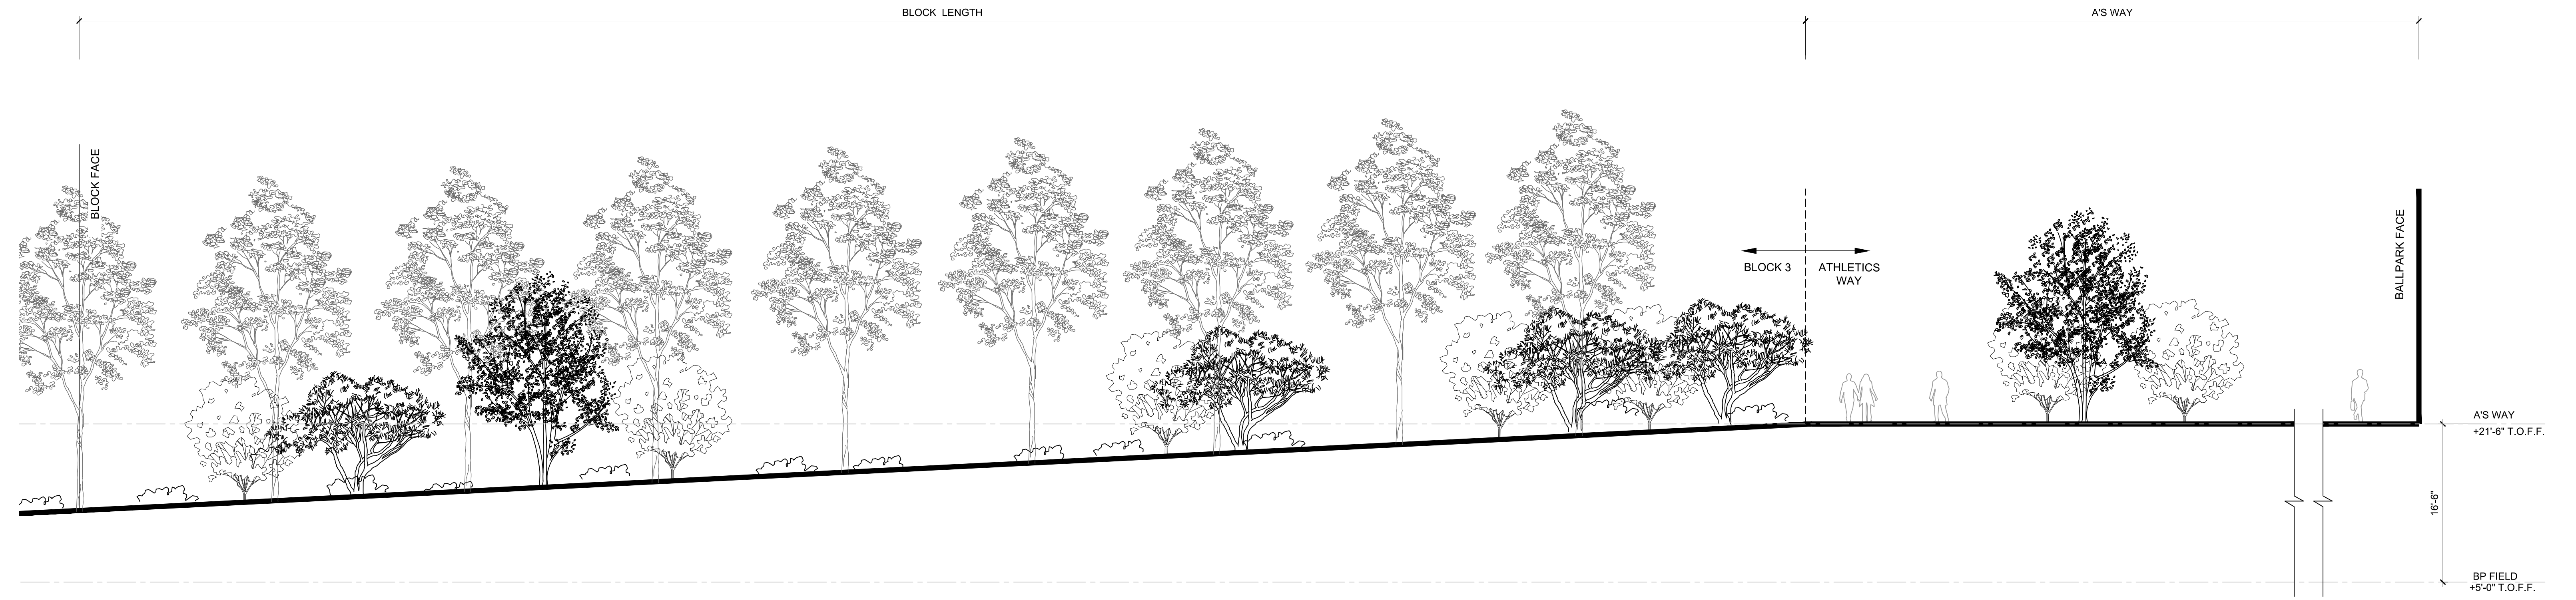 BLOCK LENGTH
A'S WAY
BLOCK FACE
BLOCK 3
ATHLETICS
WAY
BALLPARK FACE
A'S WAY
+21'-6" T.O.F.F.
16'-6"
BP FIELD
+5'-0" T.O.F.F.